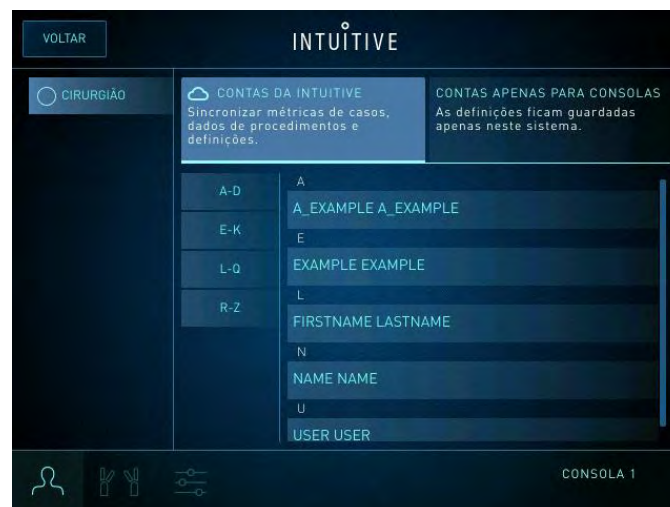 VOLTAR
INTUITIVE
CIRURGIÃO
CONTAS DA INTUITIVE
Sincronizar métricas de casos,
dados de procedimentos e
definições.
CONTAS APENAS PARA CONSOLAS
As definições ficam guardadas
apenas neste sistema.
A-D
E-K
L-Q
R-Z
A
A_EXAMPLE A_EXAMPLE
E
EXAMPLE EXAMPLE
L
FIRSTNAME LASTNAME
N
NAME NAME
U
USER USER
CONSOLA 1